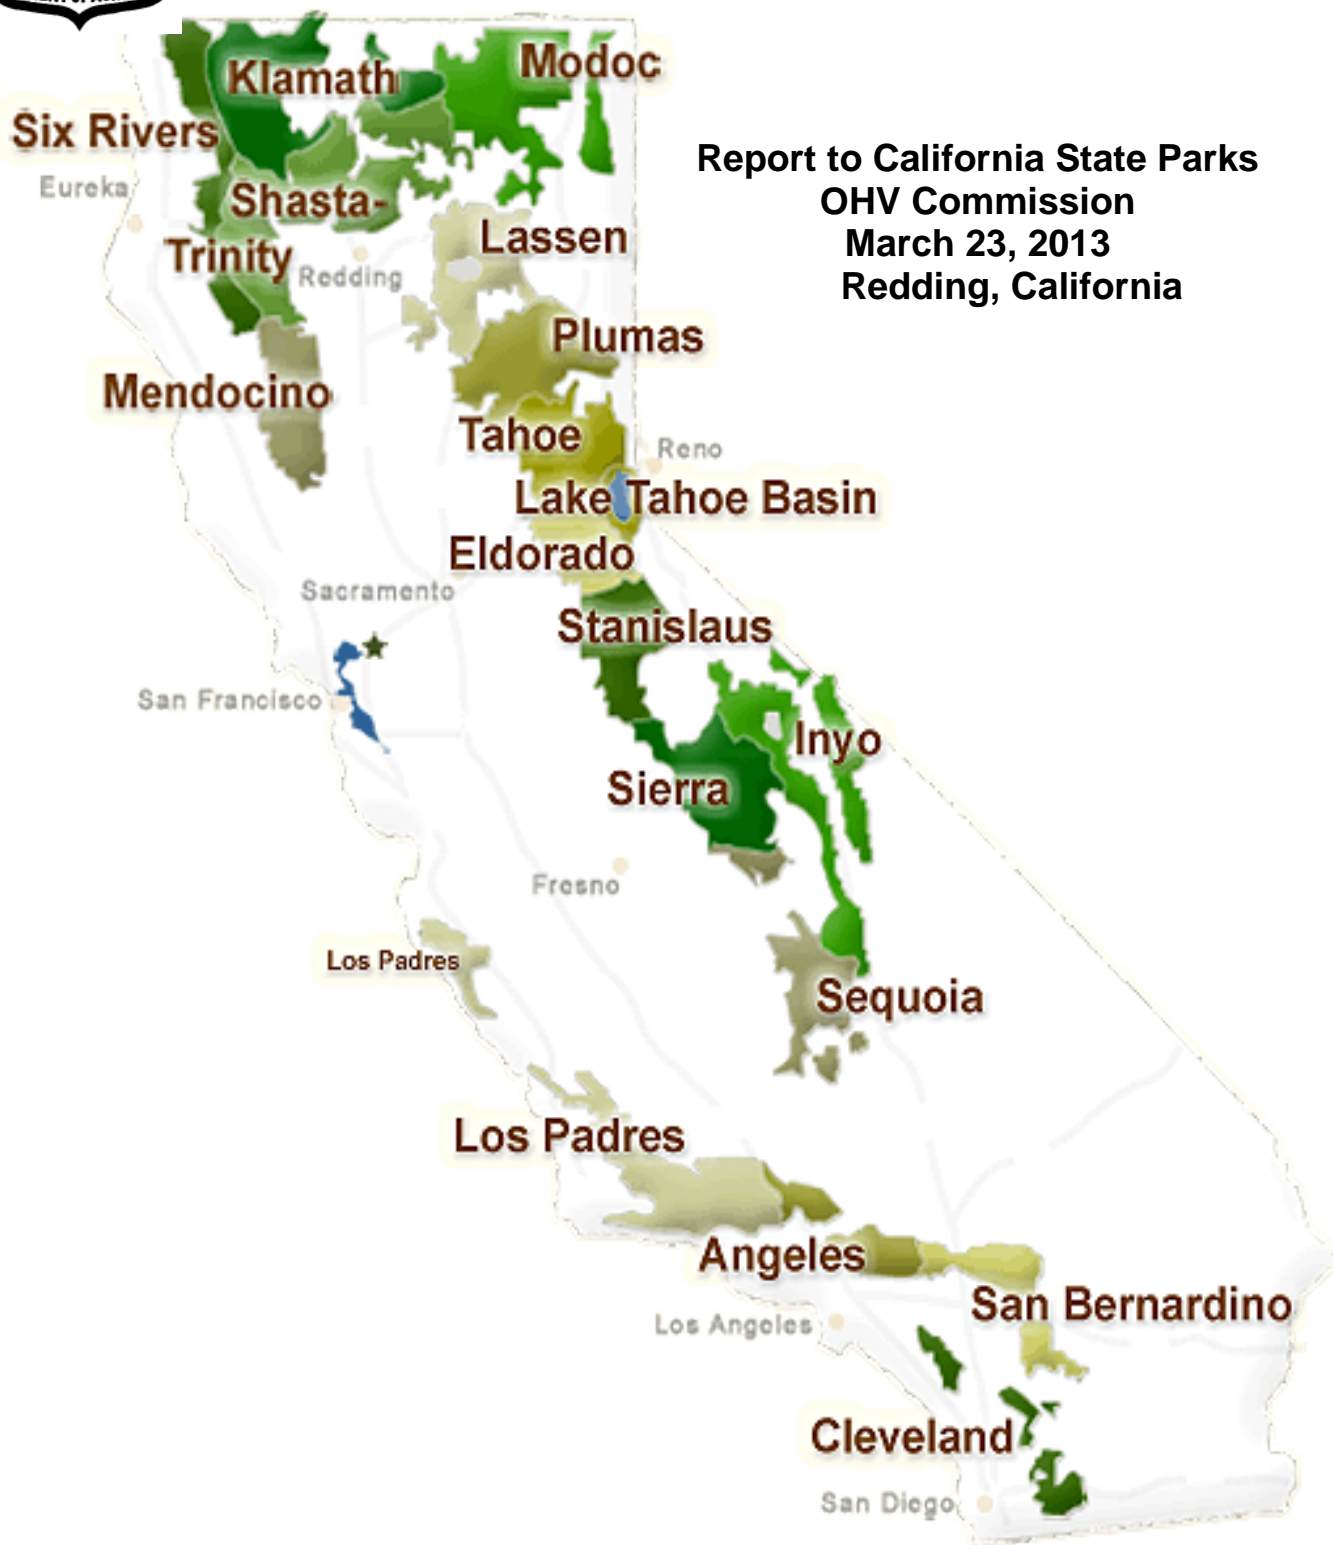 Klamath
Modoc
Six Rivers
Report to California State Parks
OHV Commission
March 23, 2013
Redding, California
Eureka
Shasta-
Trinity
Lassen
Redding
Plumas
Mendocino
Tahoe
Reno
Lake Tahoe Basin
Eldorado
Sacramento
Stanislaus
San Francisco
Inyo
Sierra
Fresno
Los Padres
Sequoia
Los Padres
Angeles
San Bernardino
Los Angeles
Cleveland
San Diego